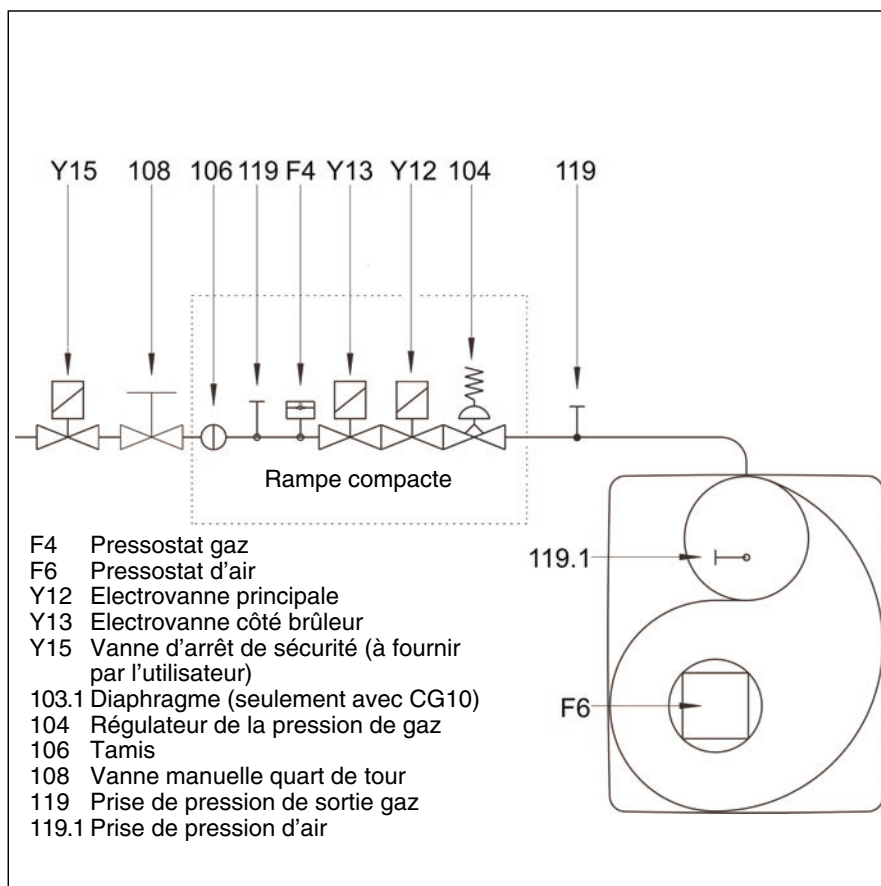 Y15 108 106 119 F4 Y13 Y12 104 119
Rampe compacte
119.1
F6
F4 Pressostat gaz
F6 Pressostat d'air
Y12 Electrovanne principale
Y13 Electrovanne côté brûleur
Y15 Vanne d'arrêt de sécurité (à fournir
par l'utilisateur)
103.1 Diaphragme (seulement avec CG10)
104 Régulateur de la pression de gaz
106 Tamis
108 Vanne manuelle quart de tour
119 Prise de pression de sortie gaz
119.1 Prise de pression d'air